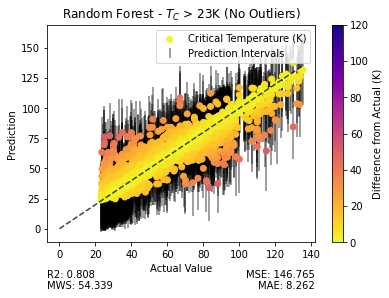 Random Forest - T_C > 23K (No Outliers)
Critical Temperature (K)
Prediction Intervals
Prediction
150
125
100
75
50
25
0
0 20 40 60 80 100 120 140
Actual Value
120
100
80
60
40
20
0
Difference from Actual (K)
R2: 0.808
MWS: 54.339
MSE: 146.765
MAE: 8.262